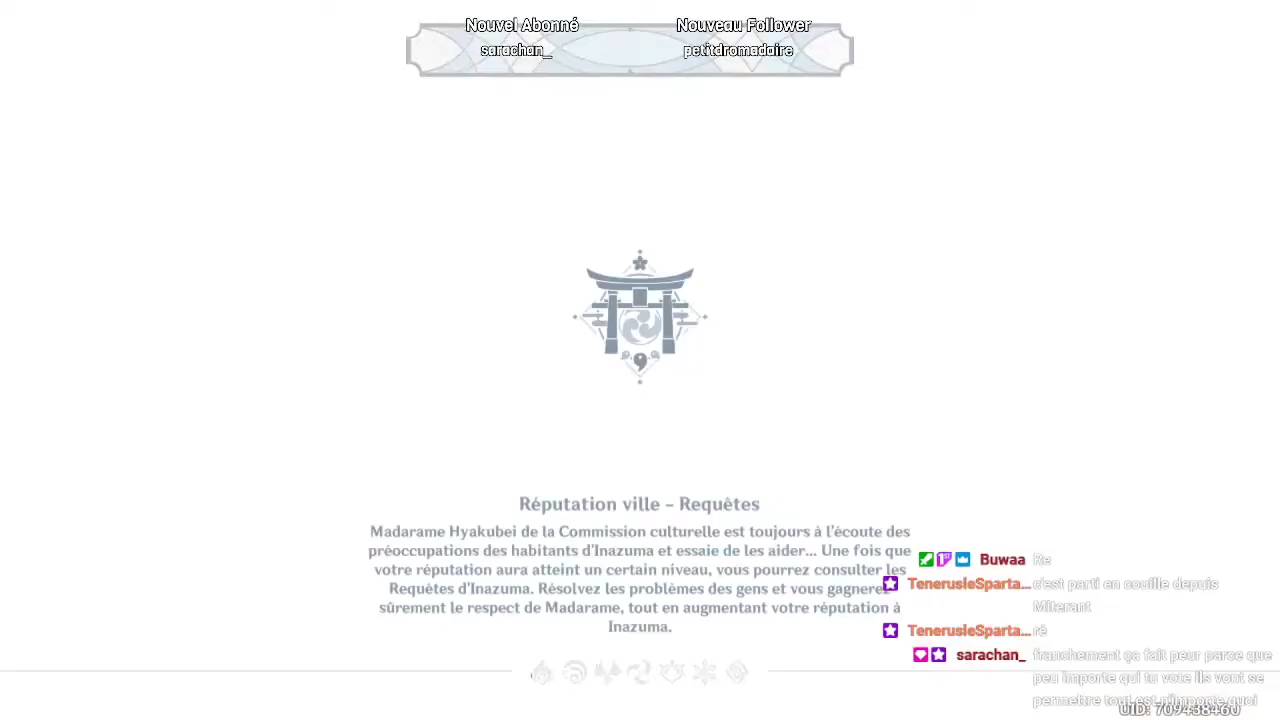 Nouvel Abonné
Nouveau Follower
sarachan_
petitdromadaire
Réputation ville – Requêtes
Madarame Hyakubei de la Commission culturelle est toujours à l'écoute des
préoccupations des habitants d'Inazuma et essaie de les aider... Une fois que
votre réputation aura atteint un certain niveau, vous pourrez consulter les
Requêtes d'Inazuma. Résolvez les problèmes des gens et vous gagnerez
sûrement le respect de Madarame, tout en augmentant votre réputation à
Inazuma.
Buwaa Re
TenerusleSparta... c'est parti en couille depuis
Miterant
TenerusleSparta... ré
sarachan_ franchement ça fait peur parce que
peu importe qui tu vote ils vont se
permettre tout est n'importe quoi
UID: 709438460